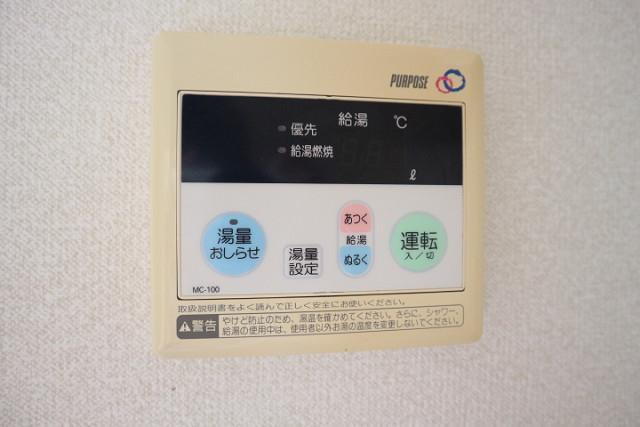 PURPOSE
給湯 ℃
優先
給湯燃焼
ℓ
湯量
おしらせ
湯量
設定
あつく
給湯
ぬるく
運転
入／切
MC-100
取扱説明書をよく読んで正しく安全にお使いください。
警告
やけど防止のため、湯温を確かめてください。さらに、シャワー、
給湯の使用中は、使用者以外お湯の温度を変更しないでください。